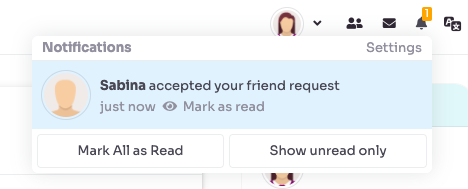 1
Notifications Settings
Sabina accepted your friend request
just now Mark as read
Mark All as Read Show unread only